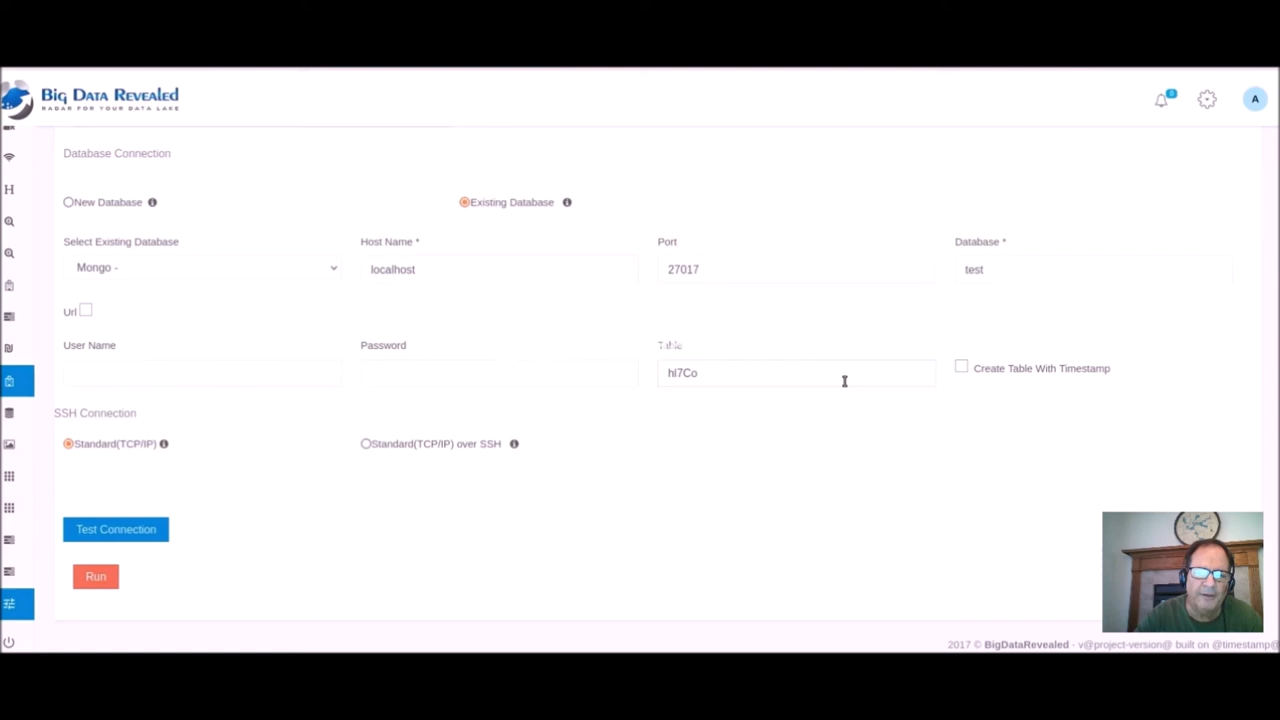 BIG DATA REVEALED
RADAR FOR YOUR DATA LAKE
0
A
Database Connection
New Database
Existing Database
Select Existing Database
Host Name *
Port
Database *
Mongo -
localhost
27017
test
Url
User Name
Password
Table
hl7Co
Create Table With Timestamp
SSH Connection
Standard(TCP/IP)
Standard(TCP/IP) over SSH
Test Connection
Run
H
2017 © BigDataRevealed - v@project-version@ built on @timestamp@